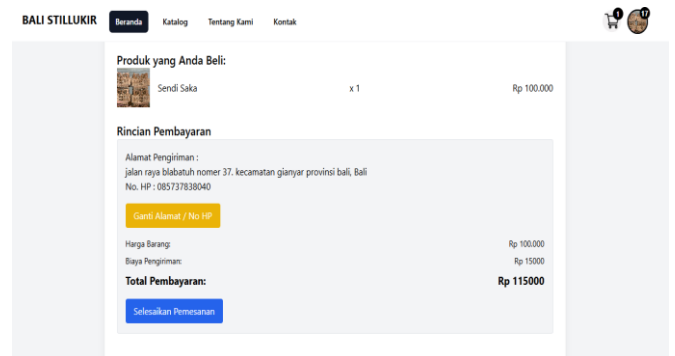 BALI STILLUKIR Beranda Katalog Tentang Kami Kontak 1 17
Produk yang Anda Beli:
Sendi Saka x 1 Rp 100.000
Rincian Pembayaran
Alamat Pengiriman :
jalan raya blabatuh nomer 37. kecamatan gianyar provinsi bali, Bali
No. HP : 085737838040
Ganti Alamat / No HP
Harga Barang: Rp 100.000
Biaya Pengiriman: Rp 15000
Total Pembayaran: Rp 115000
Selesaikan Pemesanan